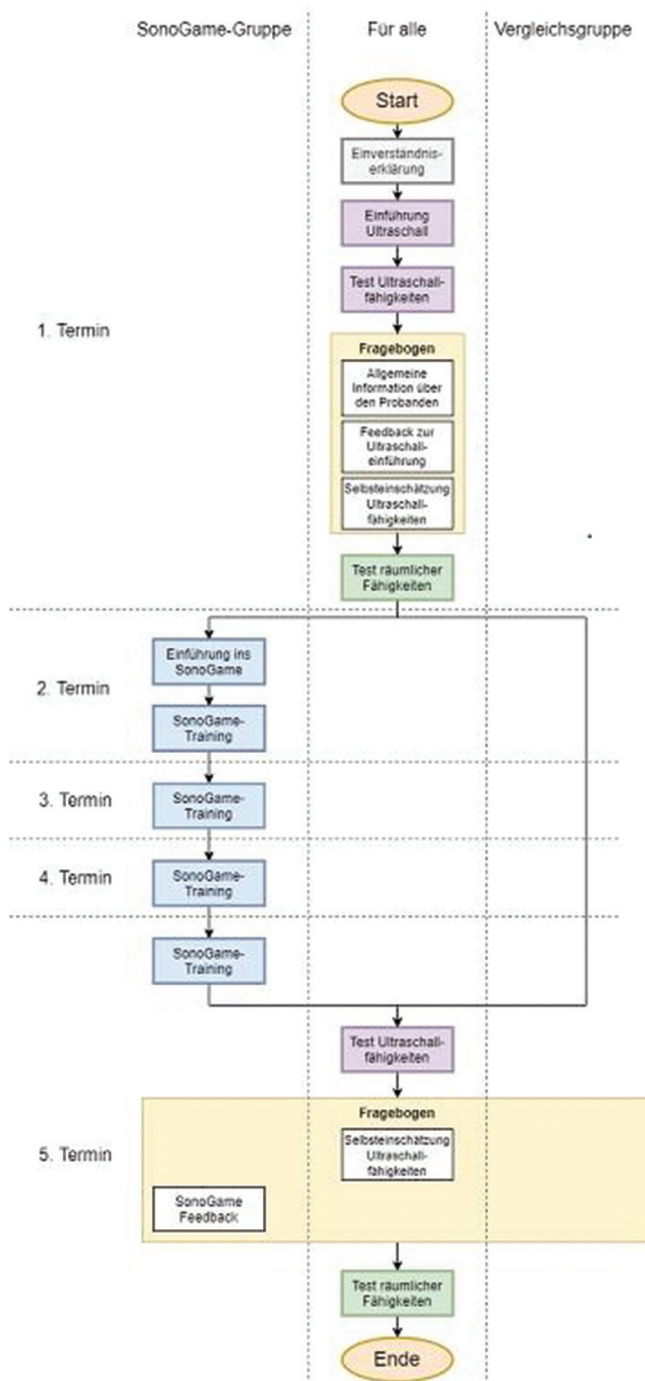 SonoGame-Gruppe
Für alle
Vergleichsgruppe
Start
Einverständnis-
erklärung
Einführung
Ultraschall
Test Ultraschall-
fähigkeiten
1. Termin
Fragebogen
Allgemeine
Information über
den Probanden
Feedback zur
Ultraschall-
einführung
Selbsteinschätzung
Ultraschall-
fähigkeiten
Test räumlicher
Fähigkeiten
2. Termin
Einführung ins
SonoGame
SonoGame-
Training
3. Termin
SonoGame-
Training
4. Termin
SonoGame-
Training
SonoGame-
Training
Test Ultraschall-
fähigkeiten
5. Termin
Fragebogen
Selbsteinschätzung
Ultraschall-
fähigkeiten
SonoGame
Feedback
Test räumlicher
Fähigkeiten
Ende